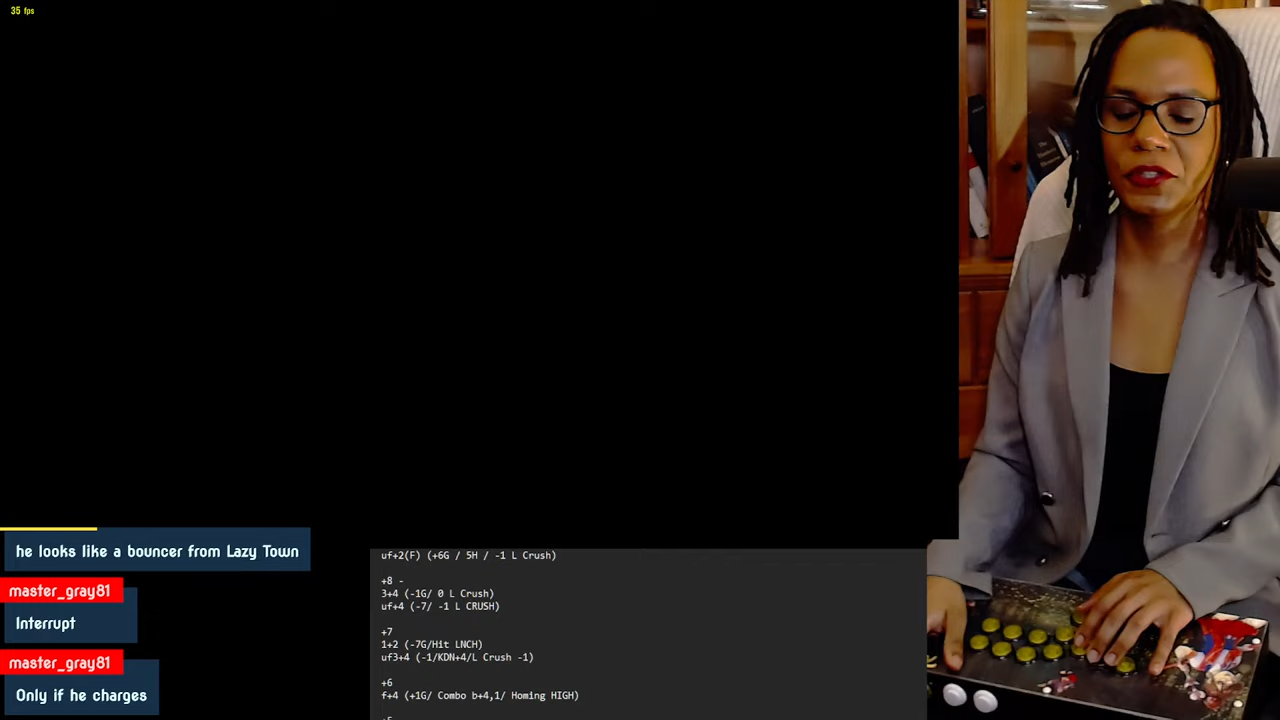 35 fps
he looks like a bouncer from Lazy Town
master_gray81
Interrupt
master_gray81
Only if he charges
uf+2(F) (+6G / 5H / -1 L Crush)
+8 -
3+4 (-1G/ 0 L Crush)
uf+4 (-7/ -1 L CRUSH)
+7
1+2 (-7G/Hit LNCH)
uf3+4 (-1/KDN+4/L Crush -1)
+6
f+4 (+1G/ Combo b+4,1/ Homing HIGH)